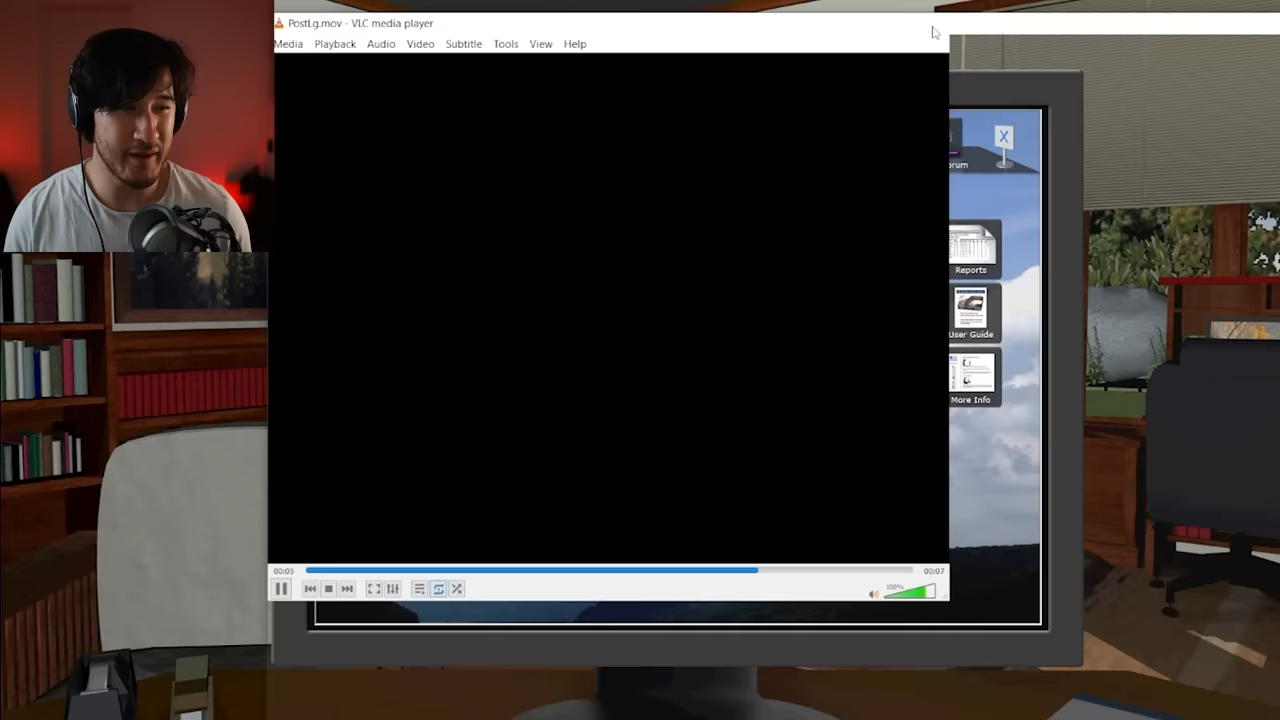 PostLg.mov - VLC media player
Media Playback Audio Video Subtitle Tools View Help
X
orum
Reports
User Guide
More Info
00:05
00:07
100%